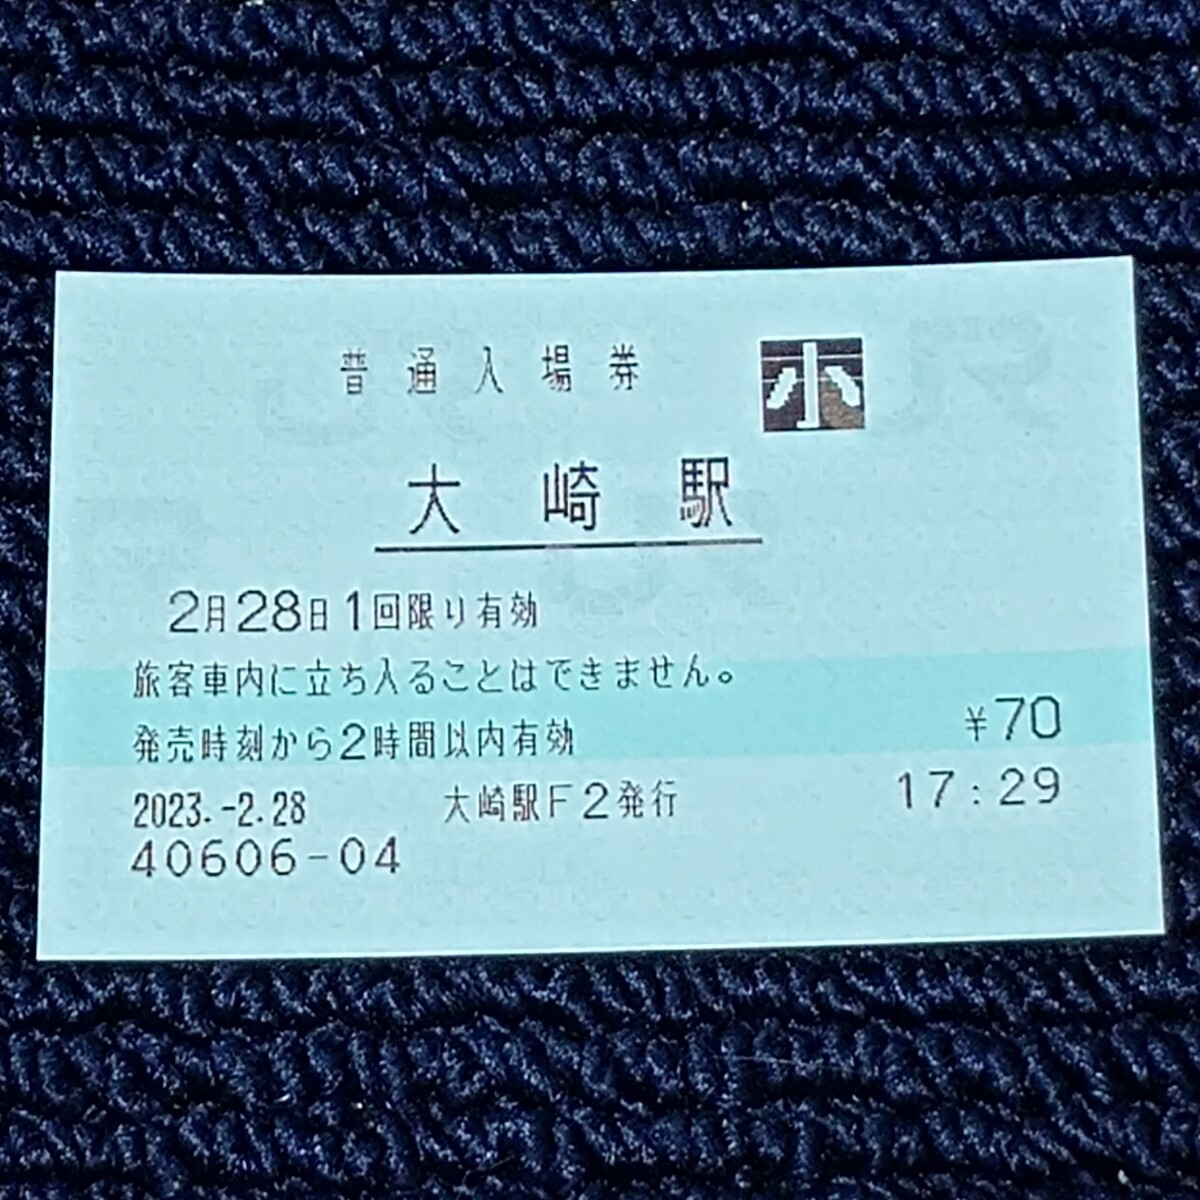 普通入場券 小
大崎駅
2月28日1回限り有効
旅客車内に立ち入ることはできません。
発売時刻から2時間以内有効 ¥70
2023.-2.28 大崎駅F2発行 17:29
40606-04